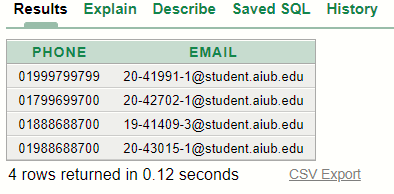 Results Explain Describe Saved SQL History
PHONE EMAIL
01999799799 20-41991-1@student.aiub.edu
01799699700 20-42702-1@student.aiub.edu
01888688700 19-41409-3@student.aiub.edu
01988688700 20-43015-1@student.aiub.edu
4 rows returned in 0.12 seconds CSV Export